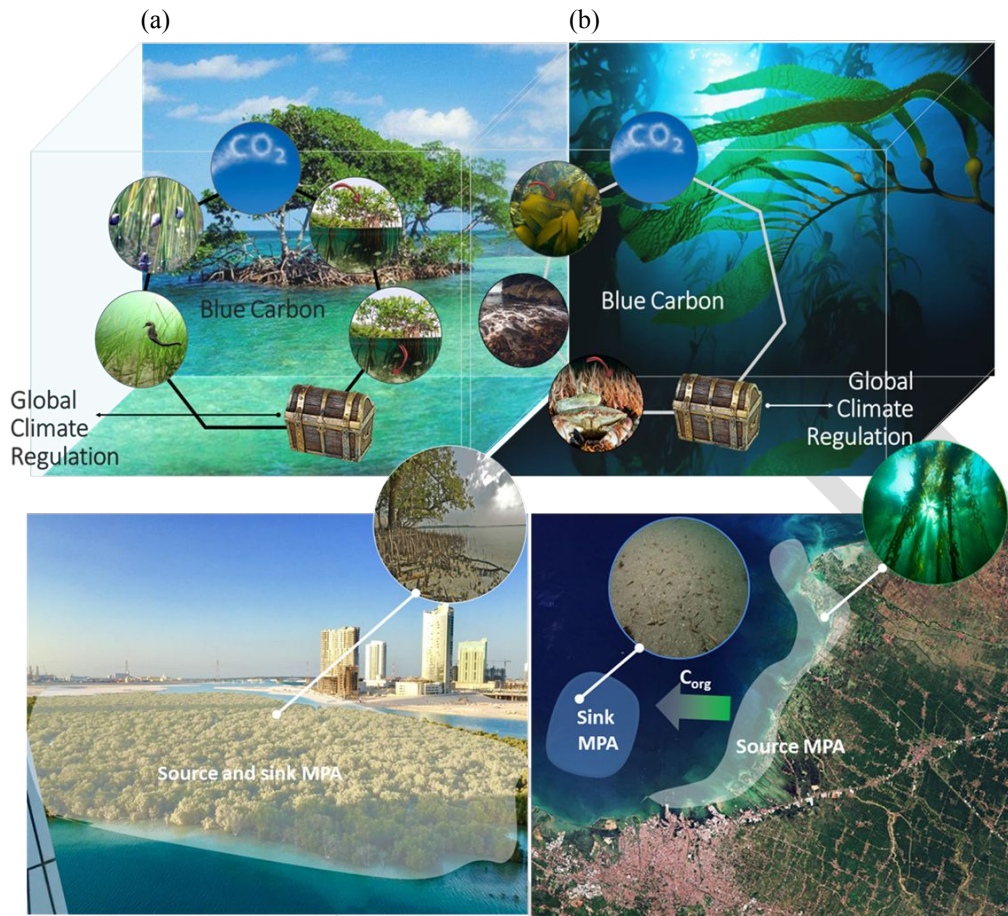 (a)
(b)
CO2
CO2
Blue Carbon
Blue Carbon
Global
Climate
Regulation
Global
Climate
Regulation
Source and sink MPA
Corg
Sink
MPA
Source MPA